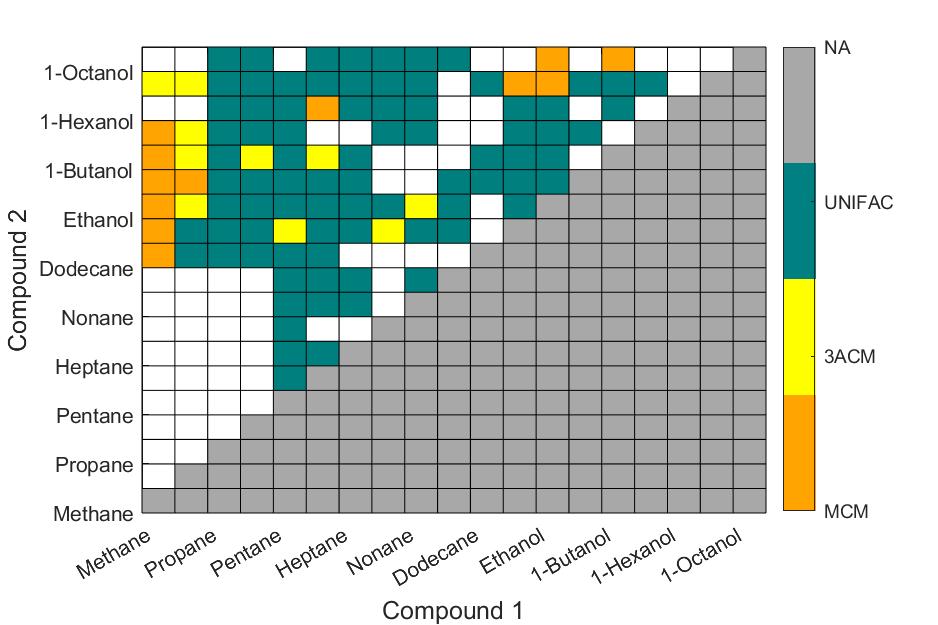 NA
UNIFAC
3ACM
MCM
1-Octanol
1-Hexanol
1-Butanol
Ethanol
Dodecane
Nonane
Heptane
Pentane
Propane
Methane
Compound 2
Methane
Propane
Pentane
Heptane
Nonane
Dodecane
Ethanol
1-Butanol
1-Hexanol
1-Octanol
Compound 1